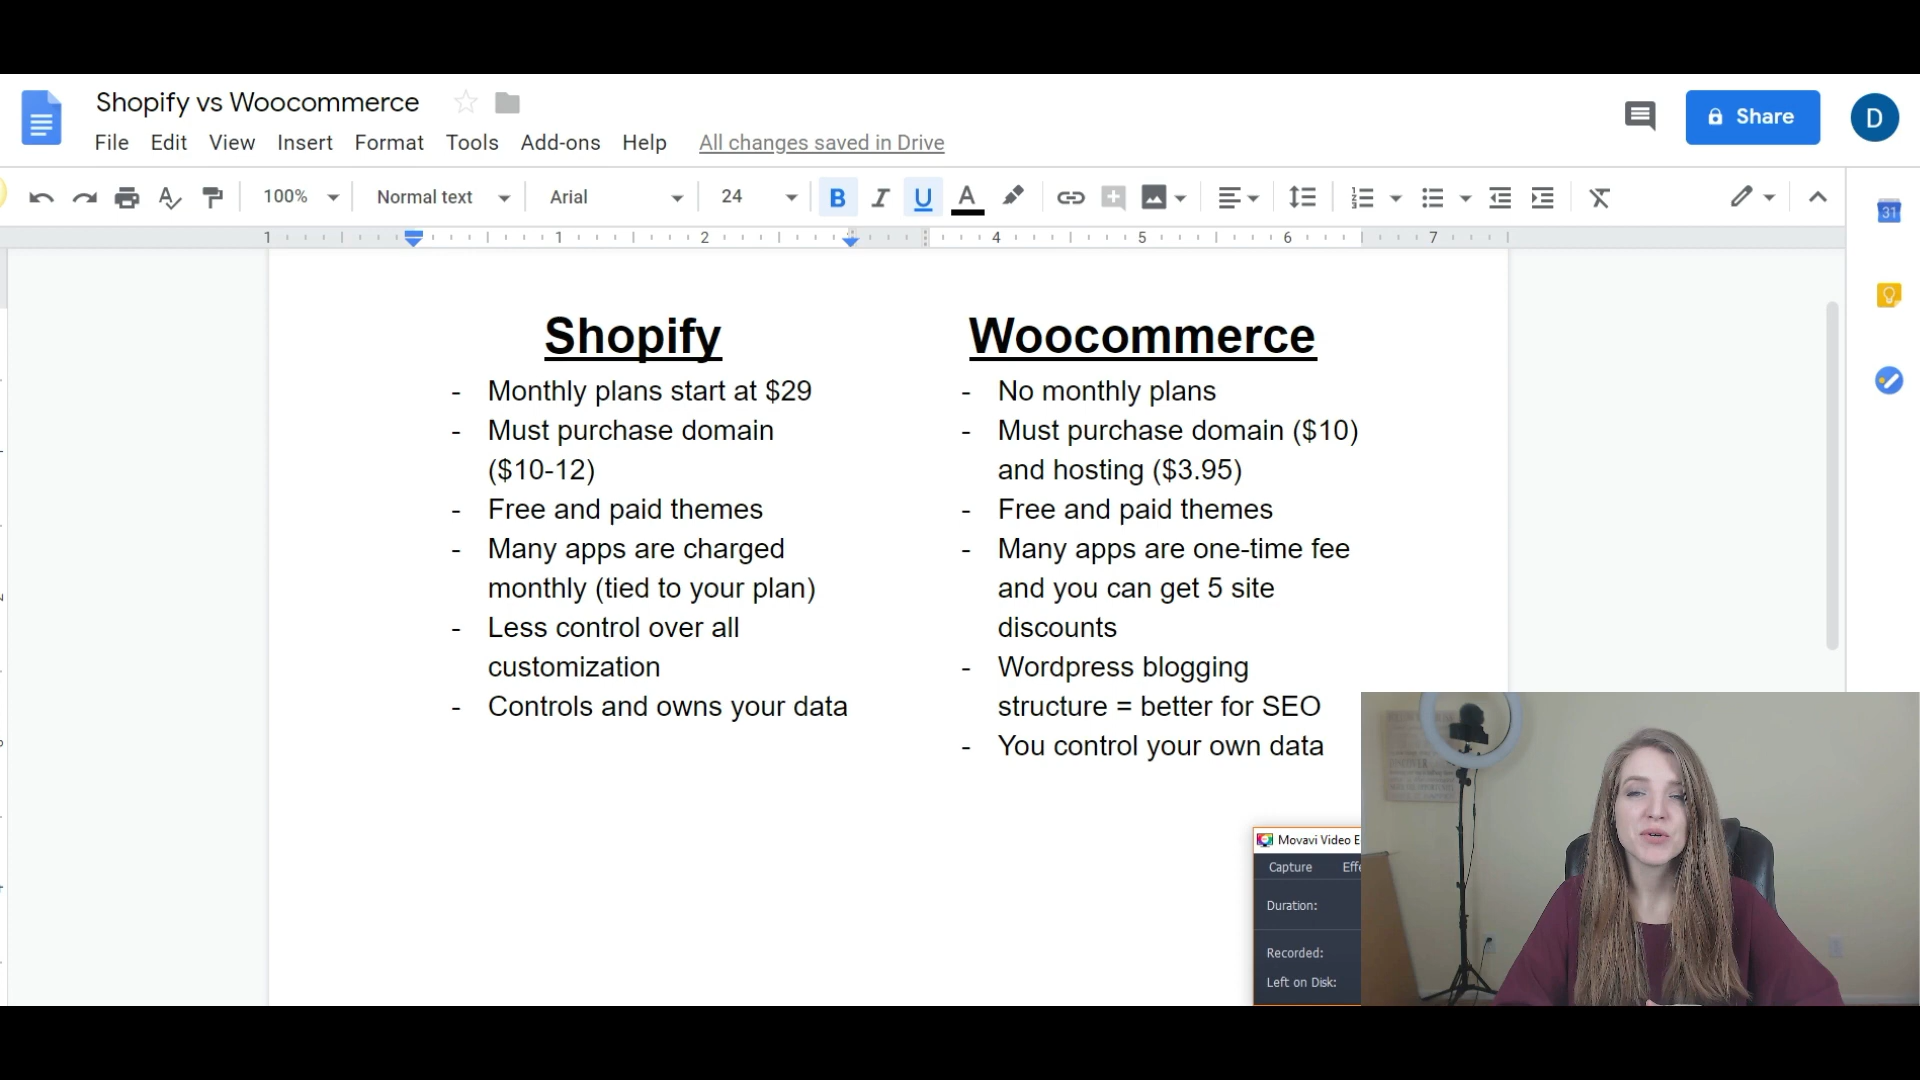 Shopify vs Woocommerce
File Edit View Insert Format Tools Add-ons Help All changes saved in Drive
Share
D
100% Normal text Arial 24 B I U A
31
1 1 2 4 5 6 7
Shopify
- Monthly plans start at $29
- Must purchase domain
($10-12)
- Free and paid themes
- Many apps are charged
monthly (tied to your plan)
- Less control over all
customization
- Controls and owns your data
Woocommerce
- No monthly plans
- Must purchase domain ($10)
and hosting ($3.95)
- Free and paid themes
- Many apps are one-time fee
and you can get 5 site
discounts
- Wordpress blogging
structure = better for SEO
- You control your own data
Movavi Video E
Capture Effe
Duration:
Recorded:
Left on Disk: